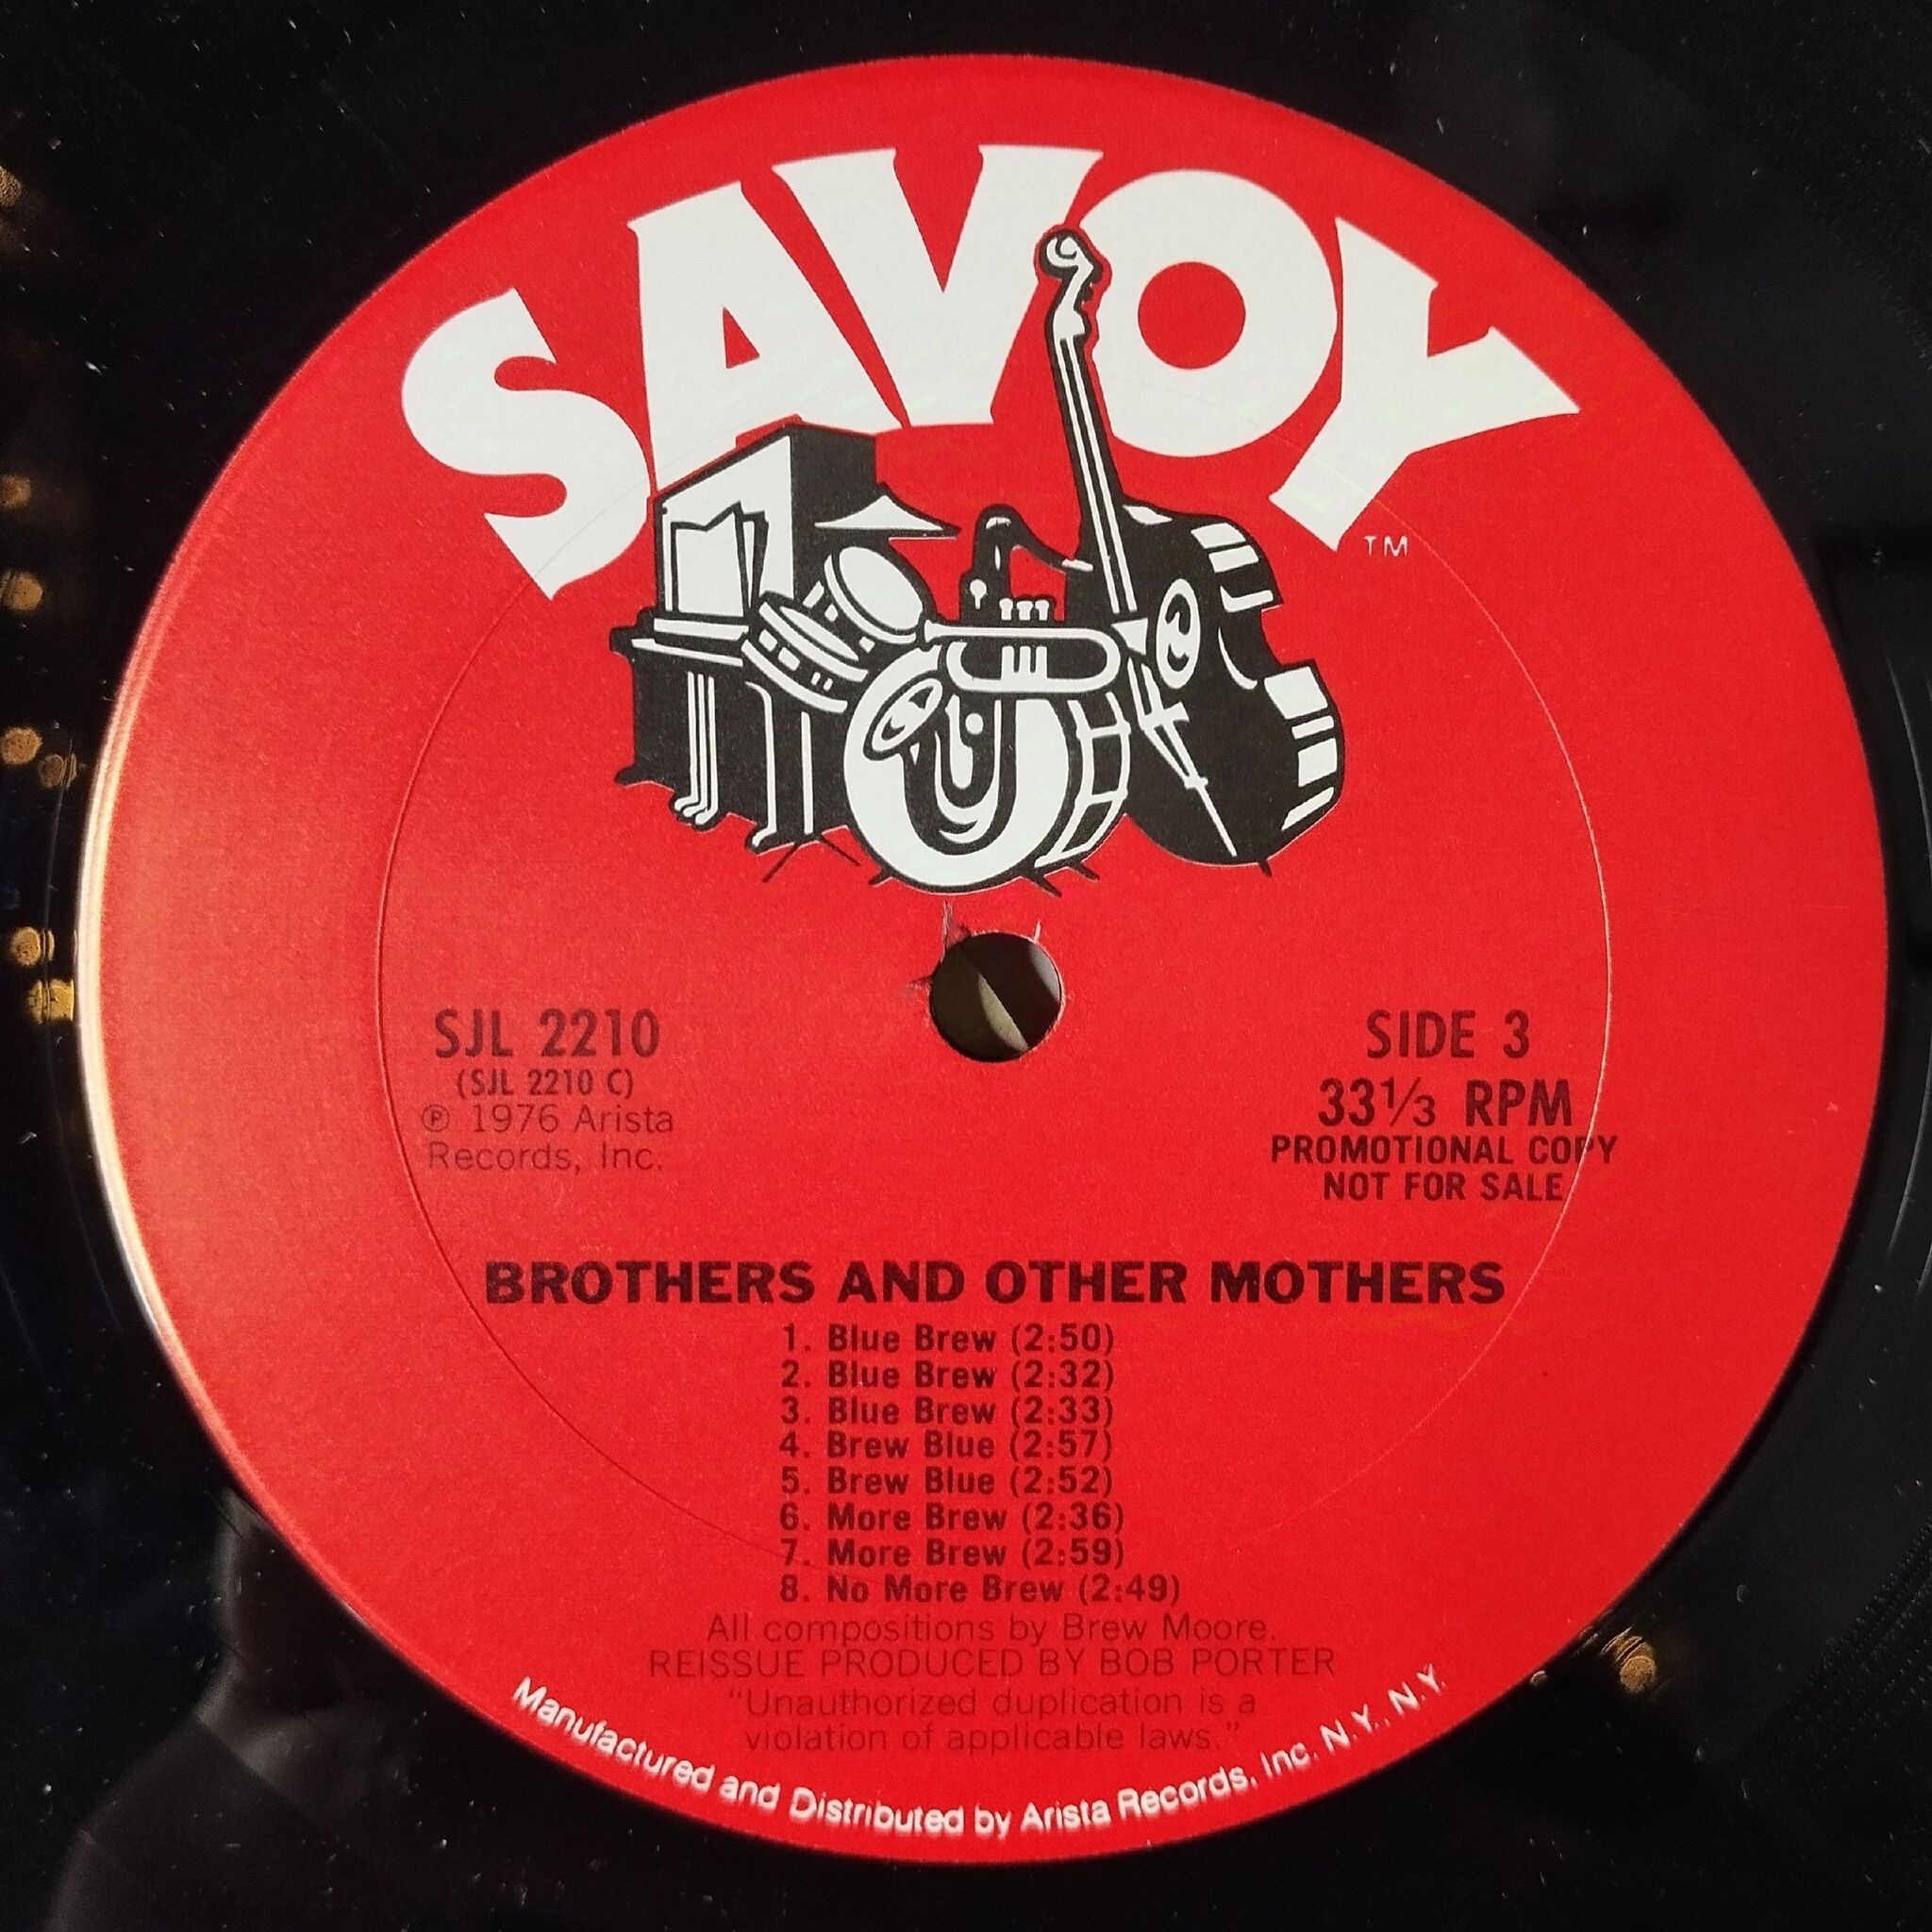 SAVOY
TM
SJL 2210
(SJL 2210 C)
℗ 1976 Arista
Records, Inc.
SIDE 3
33⅓ RPM
PROMOTIONAL COPY
NOT FOR SALE
BROTHERS AND OTHER MOTHERS
1. Blue Brew (2:50)
2. Blue Brew (2:32)
3. Blue Brew (2:33)
4. Brew Blue (2:57)
5. Brew Blue (2:52)
6. More Brew (2:36)
7. More Brew (2:59)
8. No More Brew (2:49)
All compositions by Brew Moore.
REISSUE PRODUCED BY BOB PORTER
"Unauthorized duplication is a
violation of applicable laws."
Manufactured and Distributed by Arista Records, Inc. N.Y., N.Y.